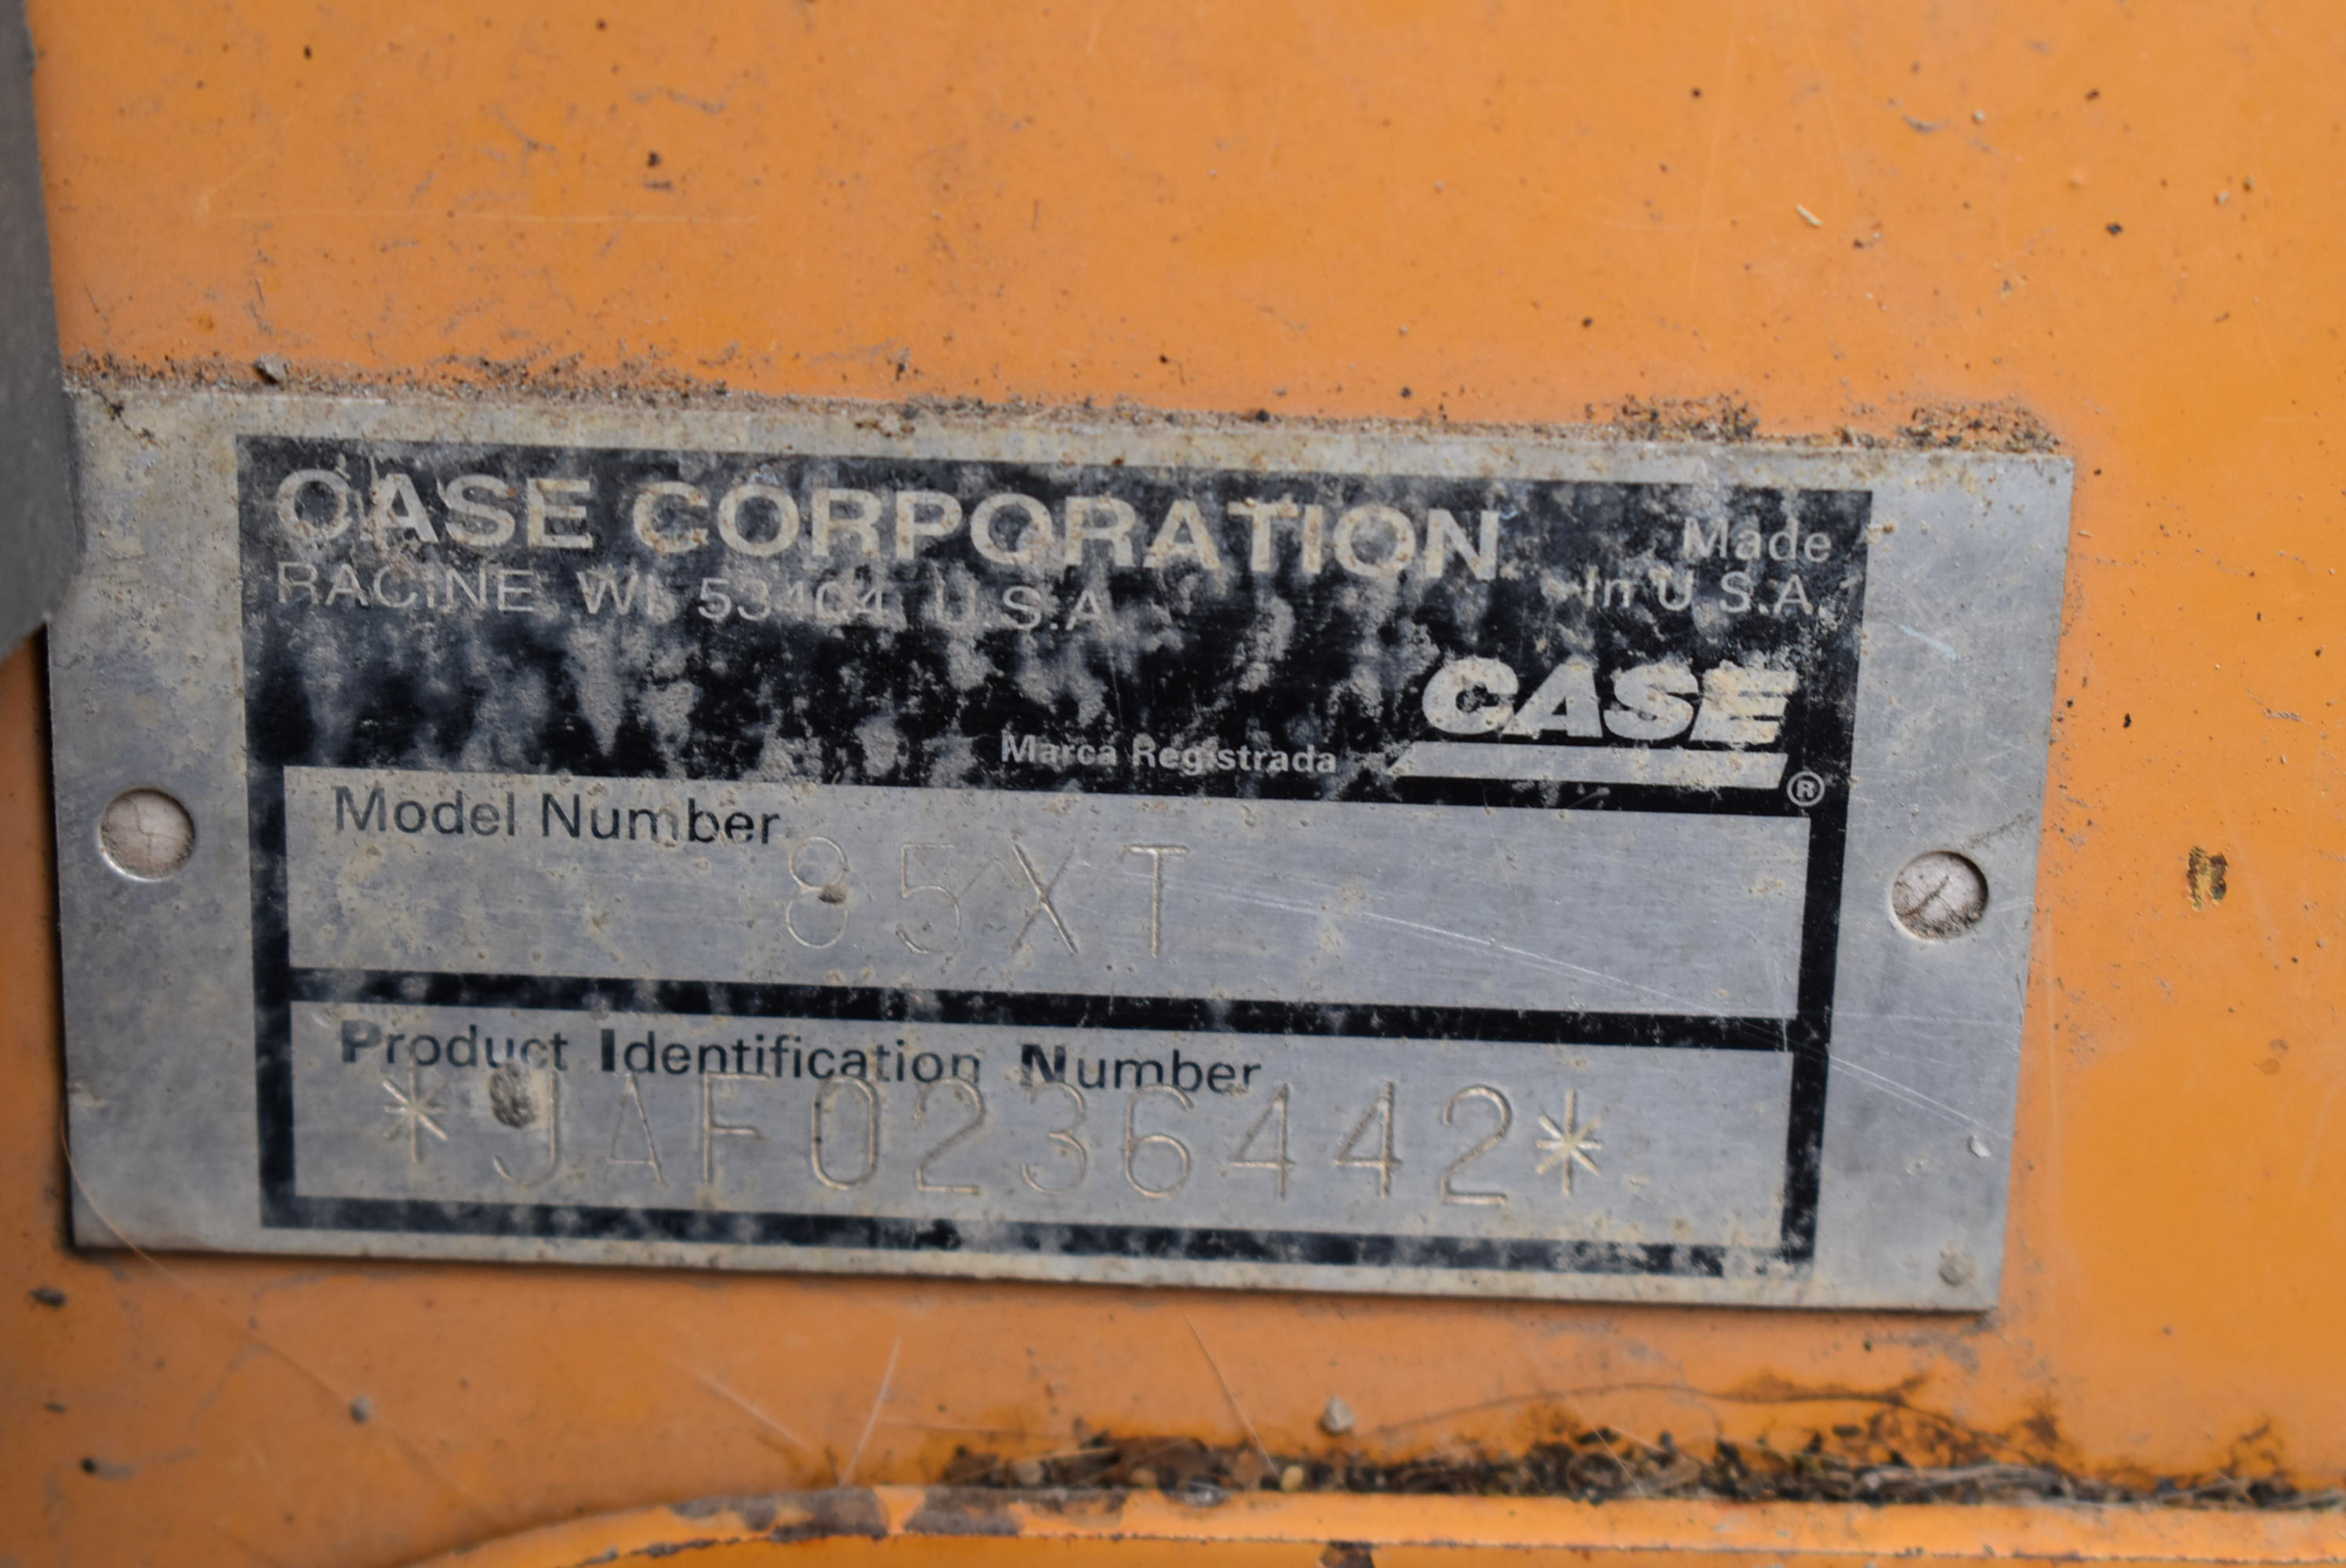 CASE CORPORATION
RACINE WI 53404 U.S.A.
Made
in U.S.A.
CASE
Marca Registrada
®
Model Number
85XT
Product Identification Number
*JAF0236442*